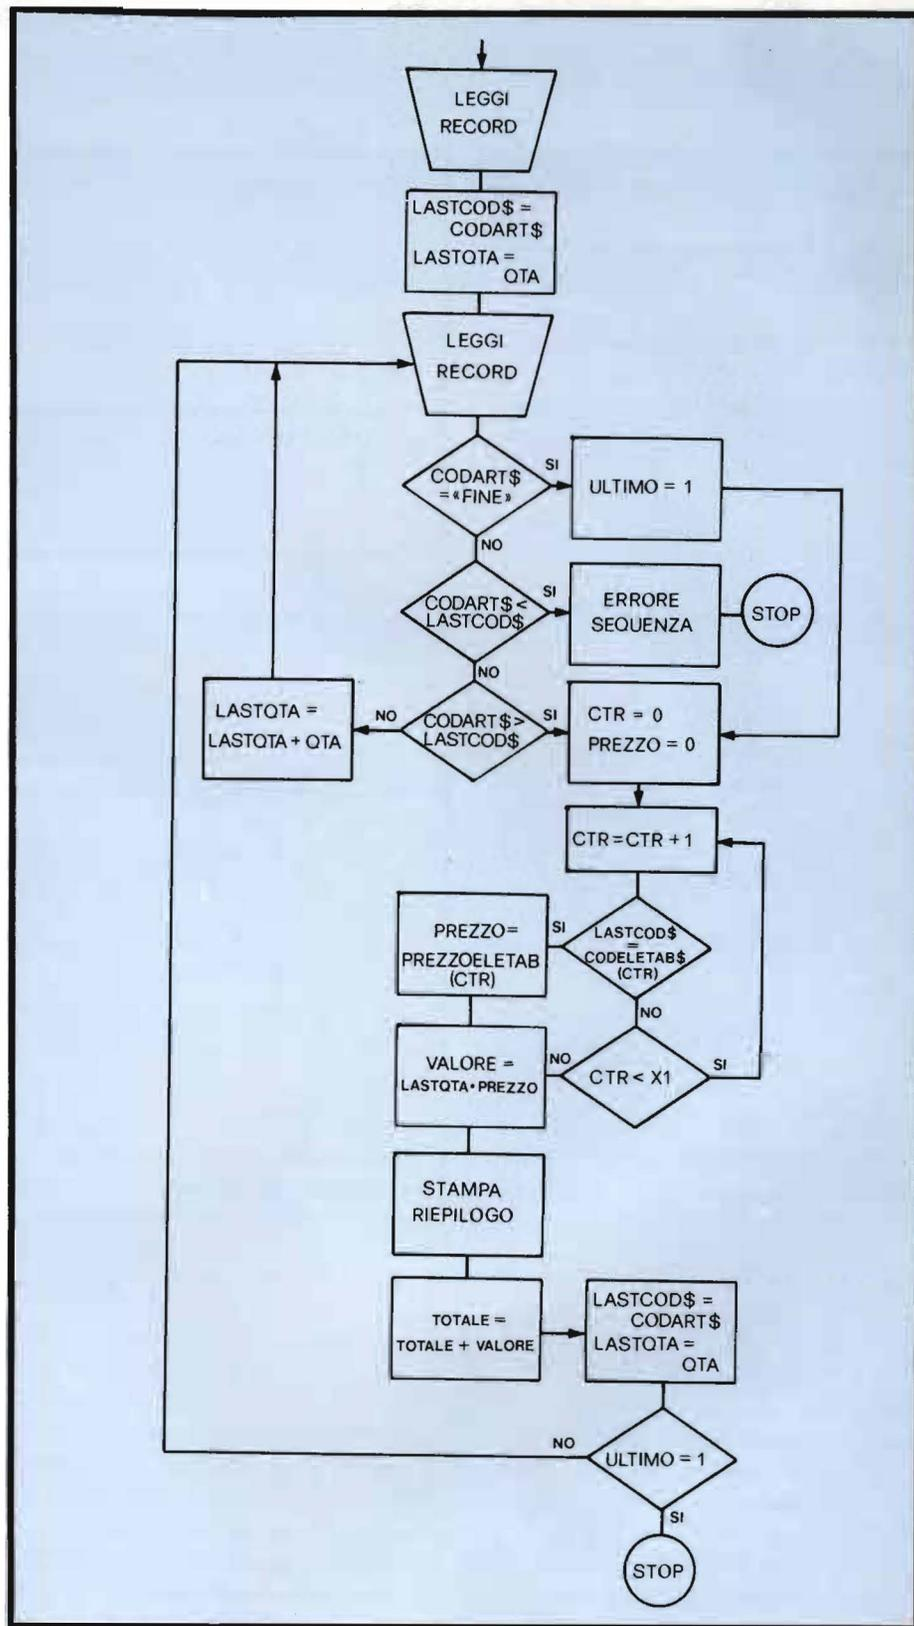 LEGGI
RECORD
LASTCOD$ =
CODART$
LASTQTA =
QTA
LEGGI
RECORD
CODART$
= «FINE»
SI
ULTIMO = 1
NO
CODART$ <
LASTCOD$
SI
ERRORE
SEQUENZA
STOP
NO
CODART$ >
LASTCOD$
NO
LASTQTA =
LASTQTA + QTA
SI
CTR = 0
PREZZO = 0
CTR = CTR + 1
LASTCOD$
=
CODELETAB$
(CTR)
SI
PREZZO =
PREZZOELETAB
(CTR)
NO
CTR < X1
SI
NO
VALORE =
LASTQTA • PREZZO
STAMPA
RIEPILOGO
TOTALE =
TOTALE + VALORE
LASTCOD$ =
CODART$
LASTQTA =
QTA
ULTIMO = 1
NO
SI
STOP